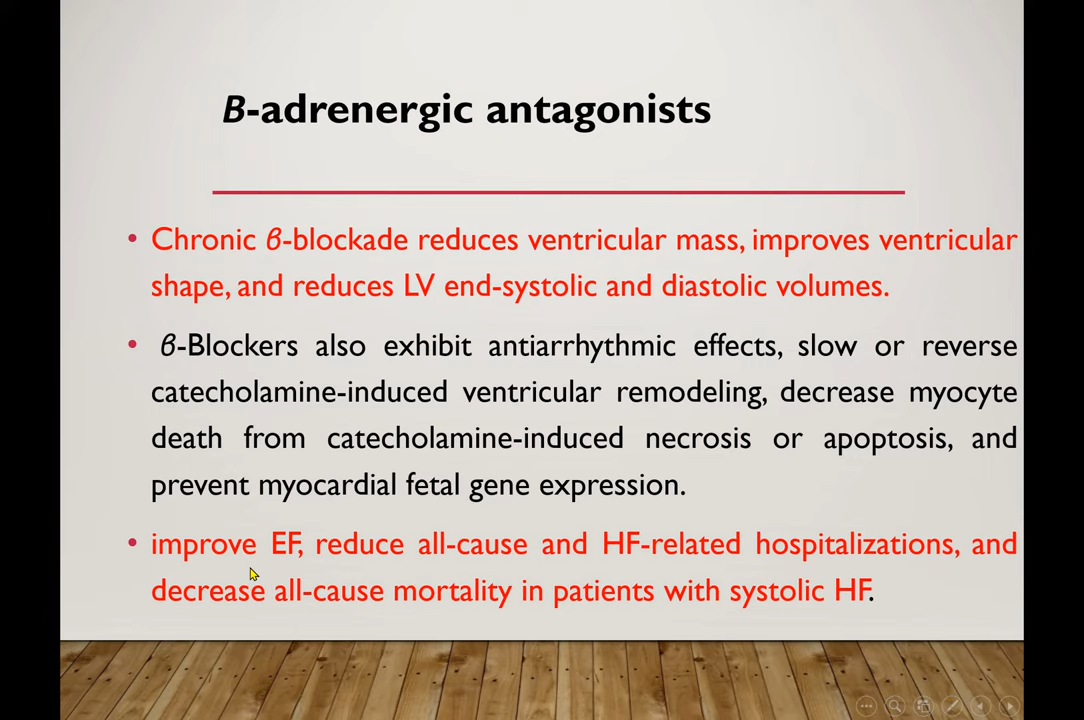 β-adrenergic antagonists
• Chronic β-blockade reduces ventricular mass, improves ventricular
shape, and reduces LV end-systolic and diastolic volumes.
• β-Blockers also exhibit antiarrhythmic effects, slow or reverse
catecholamine-induced ventricular remodeling, decrease myocyte
death from catecholamine-induced necrosis or apoptosis, and
prevent myocardial fetal gene expression.
• improve EF, reduce all-cause and HF-related hospitalizations, and
decrease all-cause mortality in patients with systolic HF.